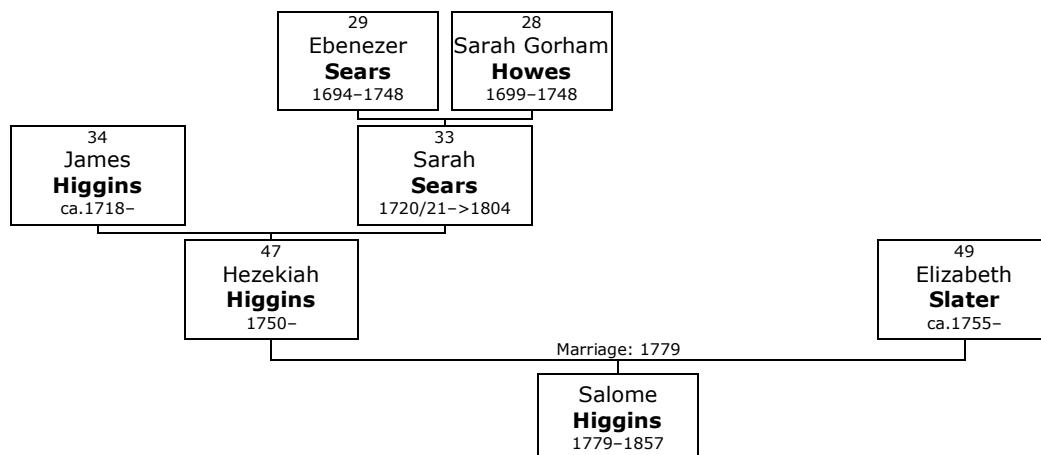 29
Ebenezer
Sears
1694–1748
28
Sarah Gorham
Howes
1699–1748
34
James
Higgins
ca.1718–
33
Sarah
Sears
1720/21–>1804
47
Hezekiah
Higgins
1750–
49
Elizabeth
Slater
ca.1755–
Marriage: 1779
Salome
Higgins
1779–1857